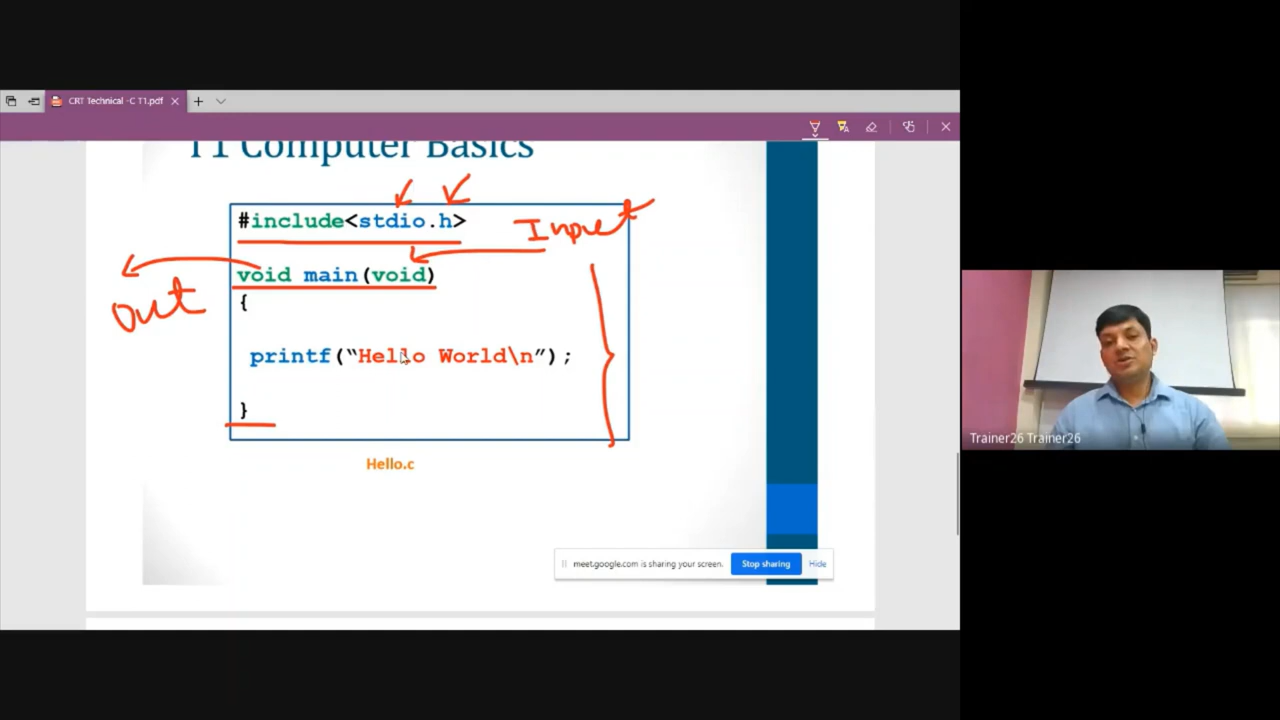 CRT Technical -C T1.pdf
T1 Computer Basics
#include<stdio.h>
Input
void main(void)
out
{
printf(“Hello World\n”);
}
Hello.c
Trainer26 Trainer26
meet.google.com is sharing your screen.
Stop sharing
Hide